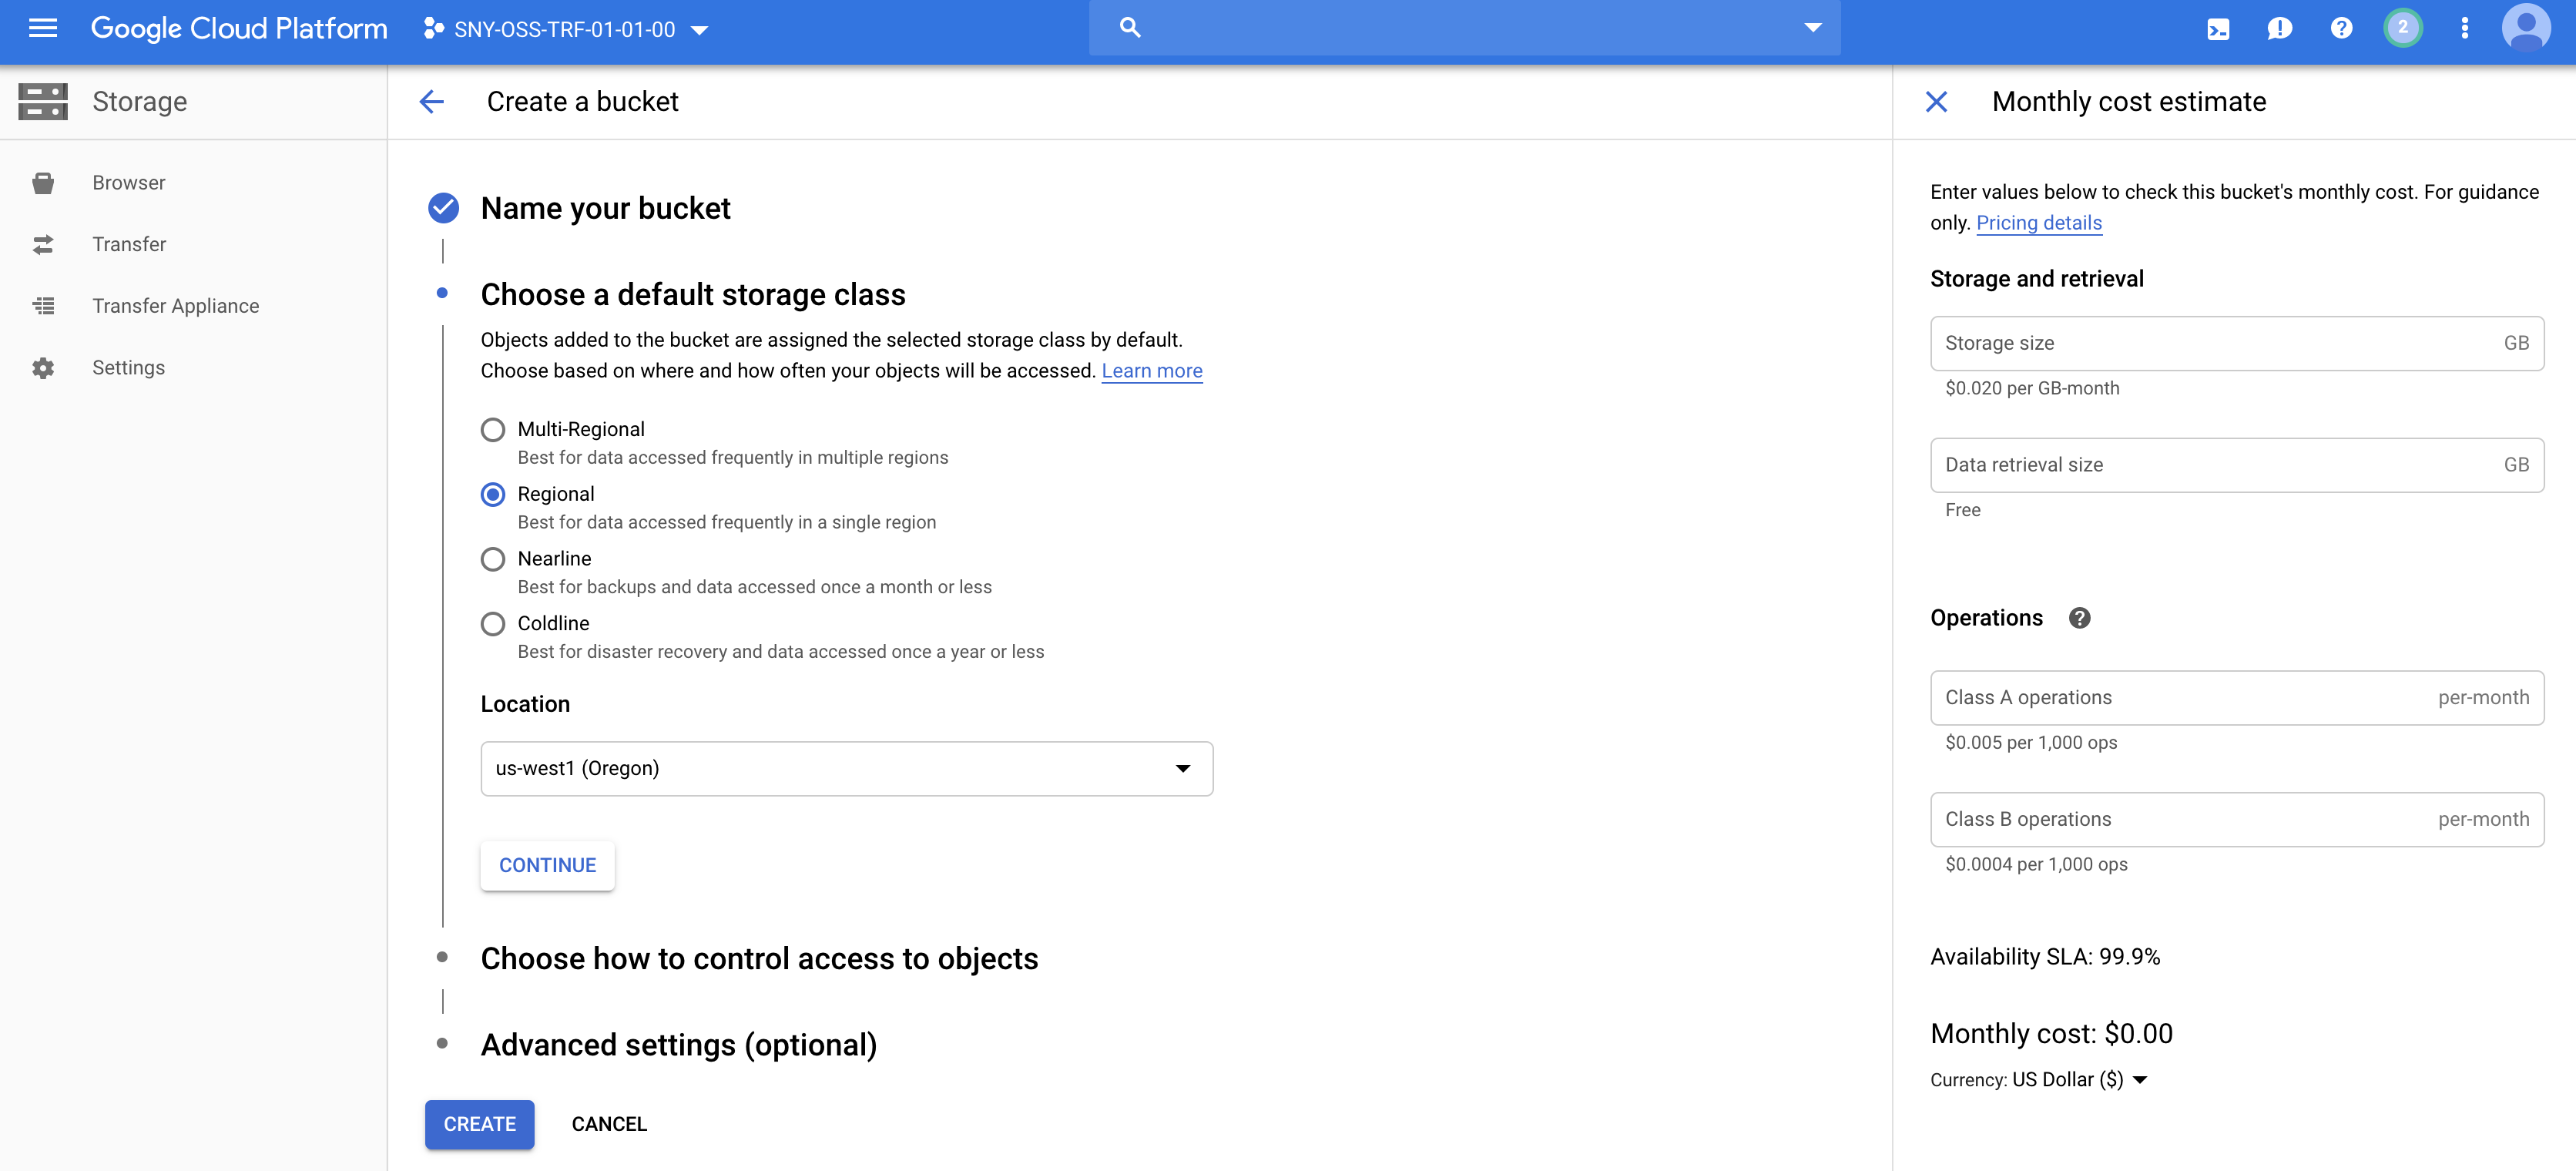 Google Cloud Platform
SNY-OSS-TRF-01-01-00
2
Storage
Browser
Transfer
Transfer Appliance
Settings
Create a bucket
Name your bucket
Choose a default storage class
Objects added to the bucket are assigned the selected storage class by default.
Choose based on where and how often your objects will be accessed. Learn more
Multi-Regional
Best for data accessed frequently in multiple regions
Regional
Best for data accessed frequently in a single region
Nearline
Best for backups and data accessed once a month or less
Coldline
Best for disaster recovery and data accessed once a year or less
Location
us-west1 (Oregon)
CONTINUE
Choose how to control access to objects
Advanced settings (optional)
CREATE
CANCEL
Monthly cost estimate
Enter values below to check this bucket's monthly cost. For guidance
only. Pricing details
Storage and retrieval
Storage size GB
$0.020 per GB-month
Data retrieval size GB
Free
Operations ?
Class A operations per-month
$0.005 per 1,000 ops
Class B operations per-month
$0.0004 per 1,000 ops
Availability SLA: 99.9%
Monthly cost: $0.00
Currency: US Dollar ($)